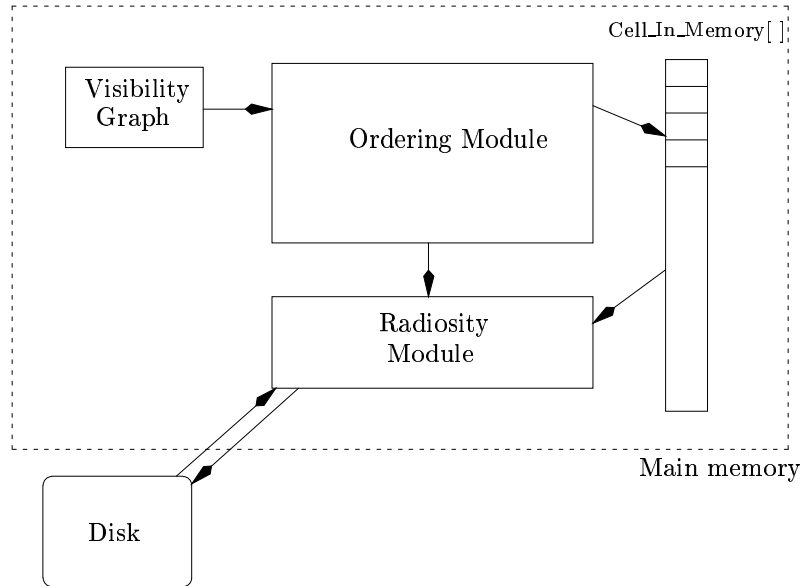 Cell_In_Memory[ ]
Visibility
Graph
Ordering Module
Radiosity
Module
Main memory
Disk